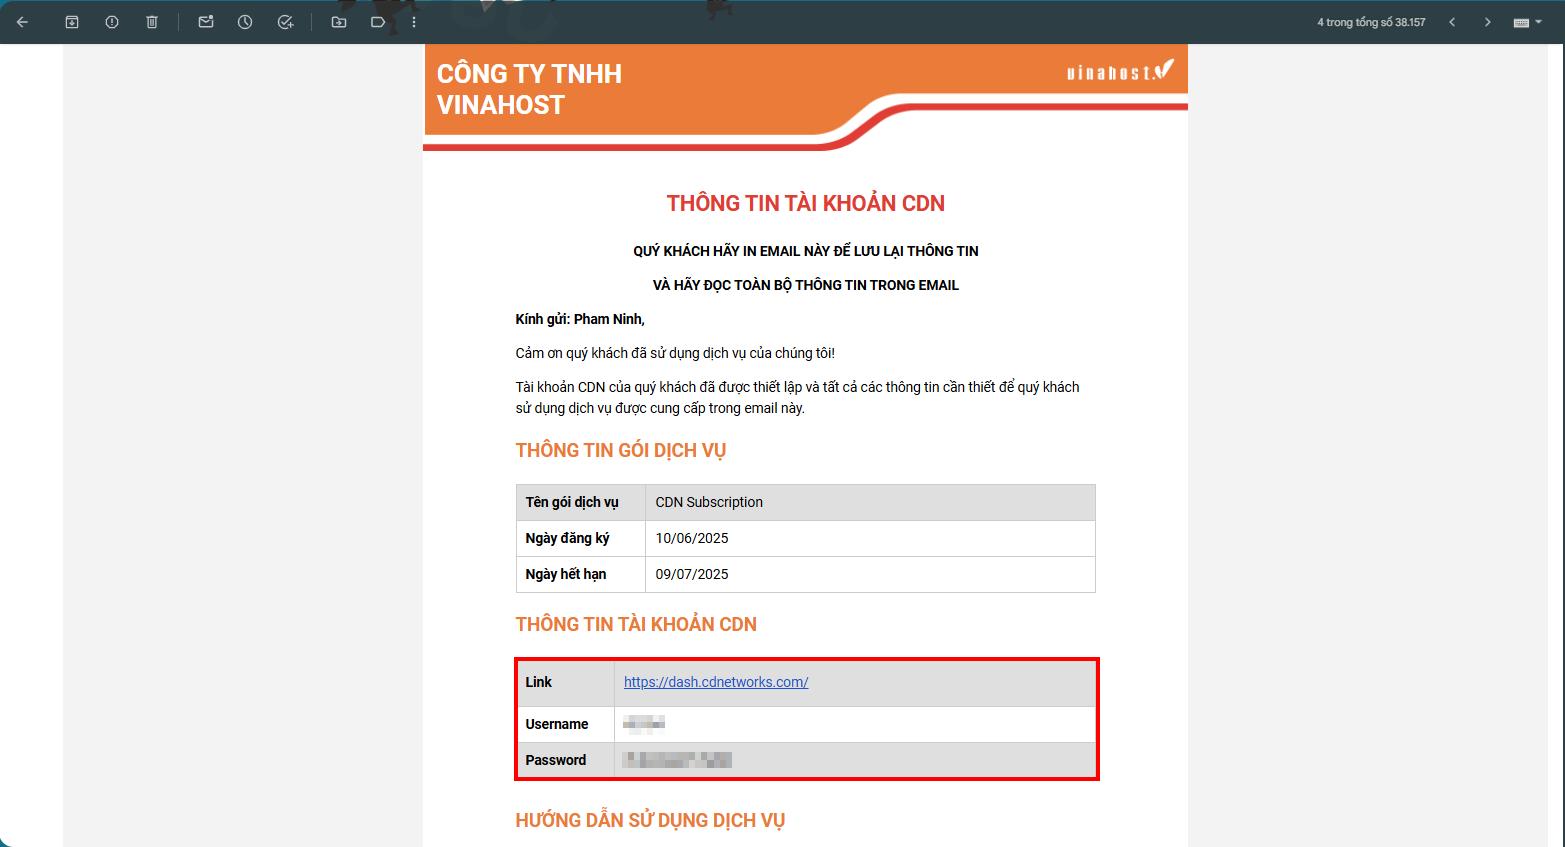 4 trong tổng số 38.157
CÔNG TY TNHH
VINAHOST
vinahost.
THÔNG TIN TÀI KHOẢN CDN
QUÝ KHÁCH HÃY IN EMAIL NÀY ĐỂ LƯU LẠI THÔNG TIN
VÀ HÃY ĐỌC TOÀN BỘ THÔNG TIN TRONG EMAIL
Kính gửi: Pham Ninh,
Cảm ơn quý khách đã sử dụng dịch vụ của chúng tôi!
Tài khoản CDN của quý khách đã được thiết lập và tất cả các thông tin cần thiết để quý khách
sử dụng dịch vụ được cung cấp trong email này.
THÔNG TIN GÓI DỊCH VỤ
Tên gói dịch vụ CDN Subscription
Ngày đăng ký 10/06/2025
Ngày hết hạn 09/07/2025
THÔNG TIN TÀI KHOẢN CDN
Link https://dash.cdnetworks.com/
Username
Password
HƯỚNG DẪN SỬ DỤNG DỊCH VỤ